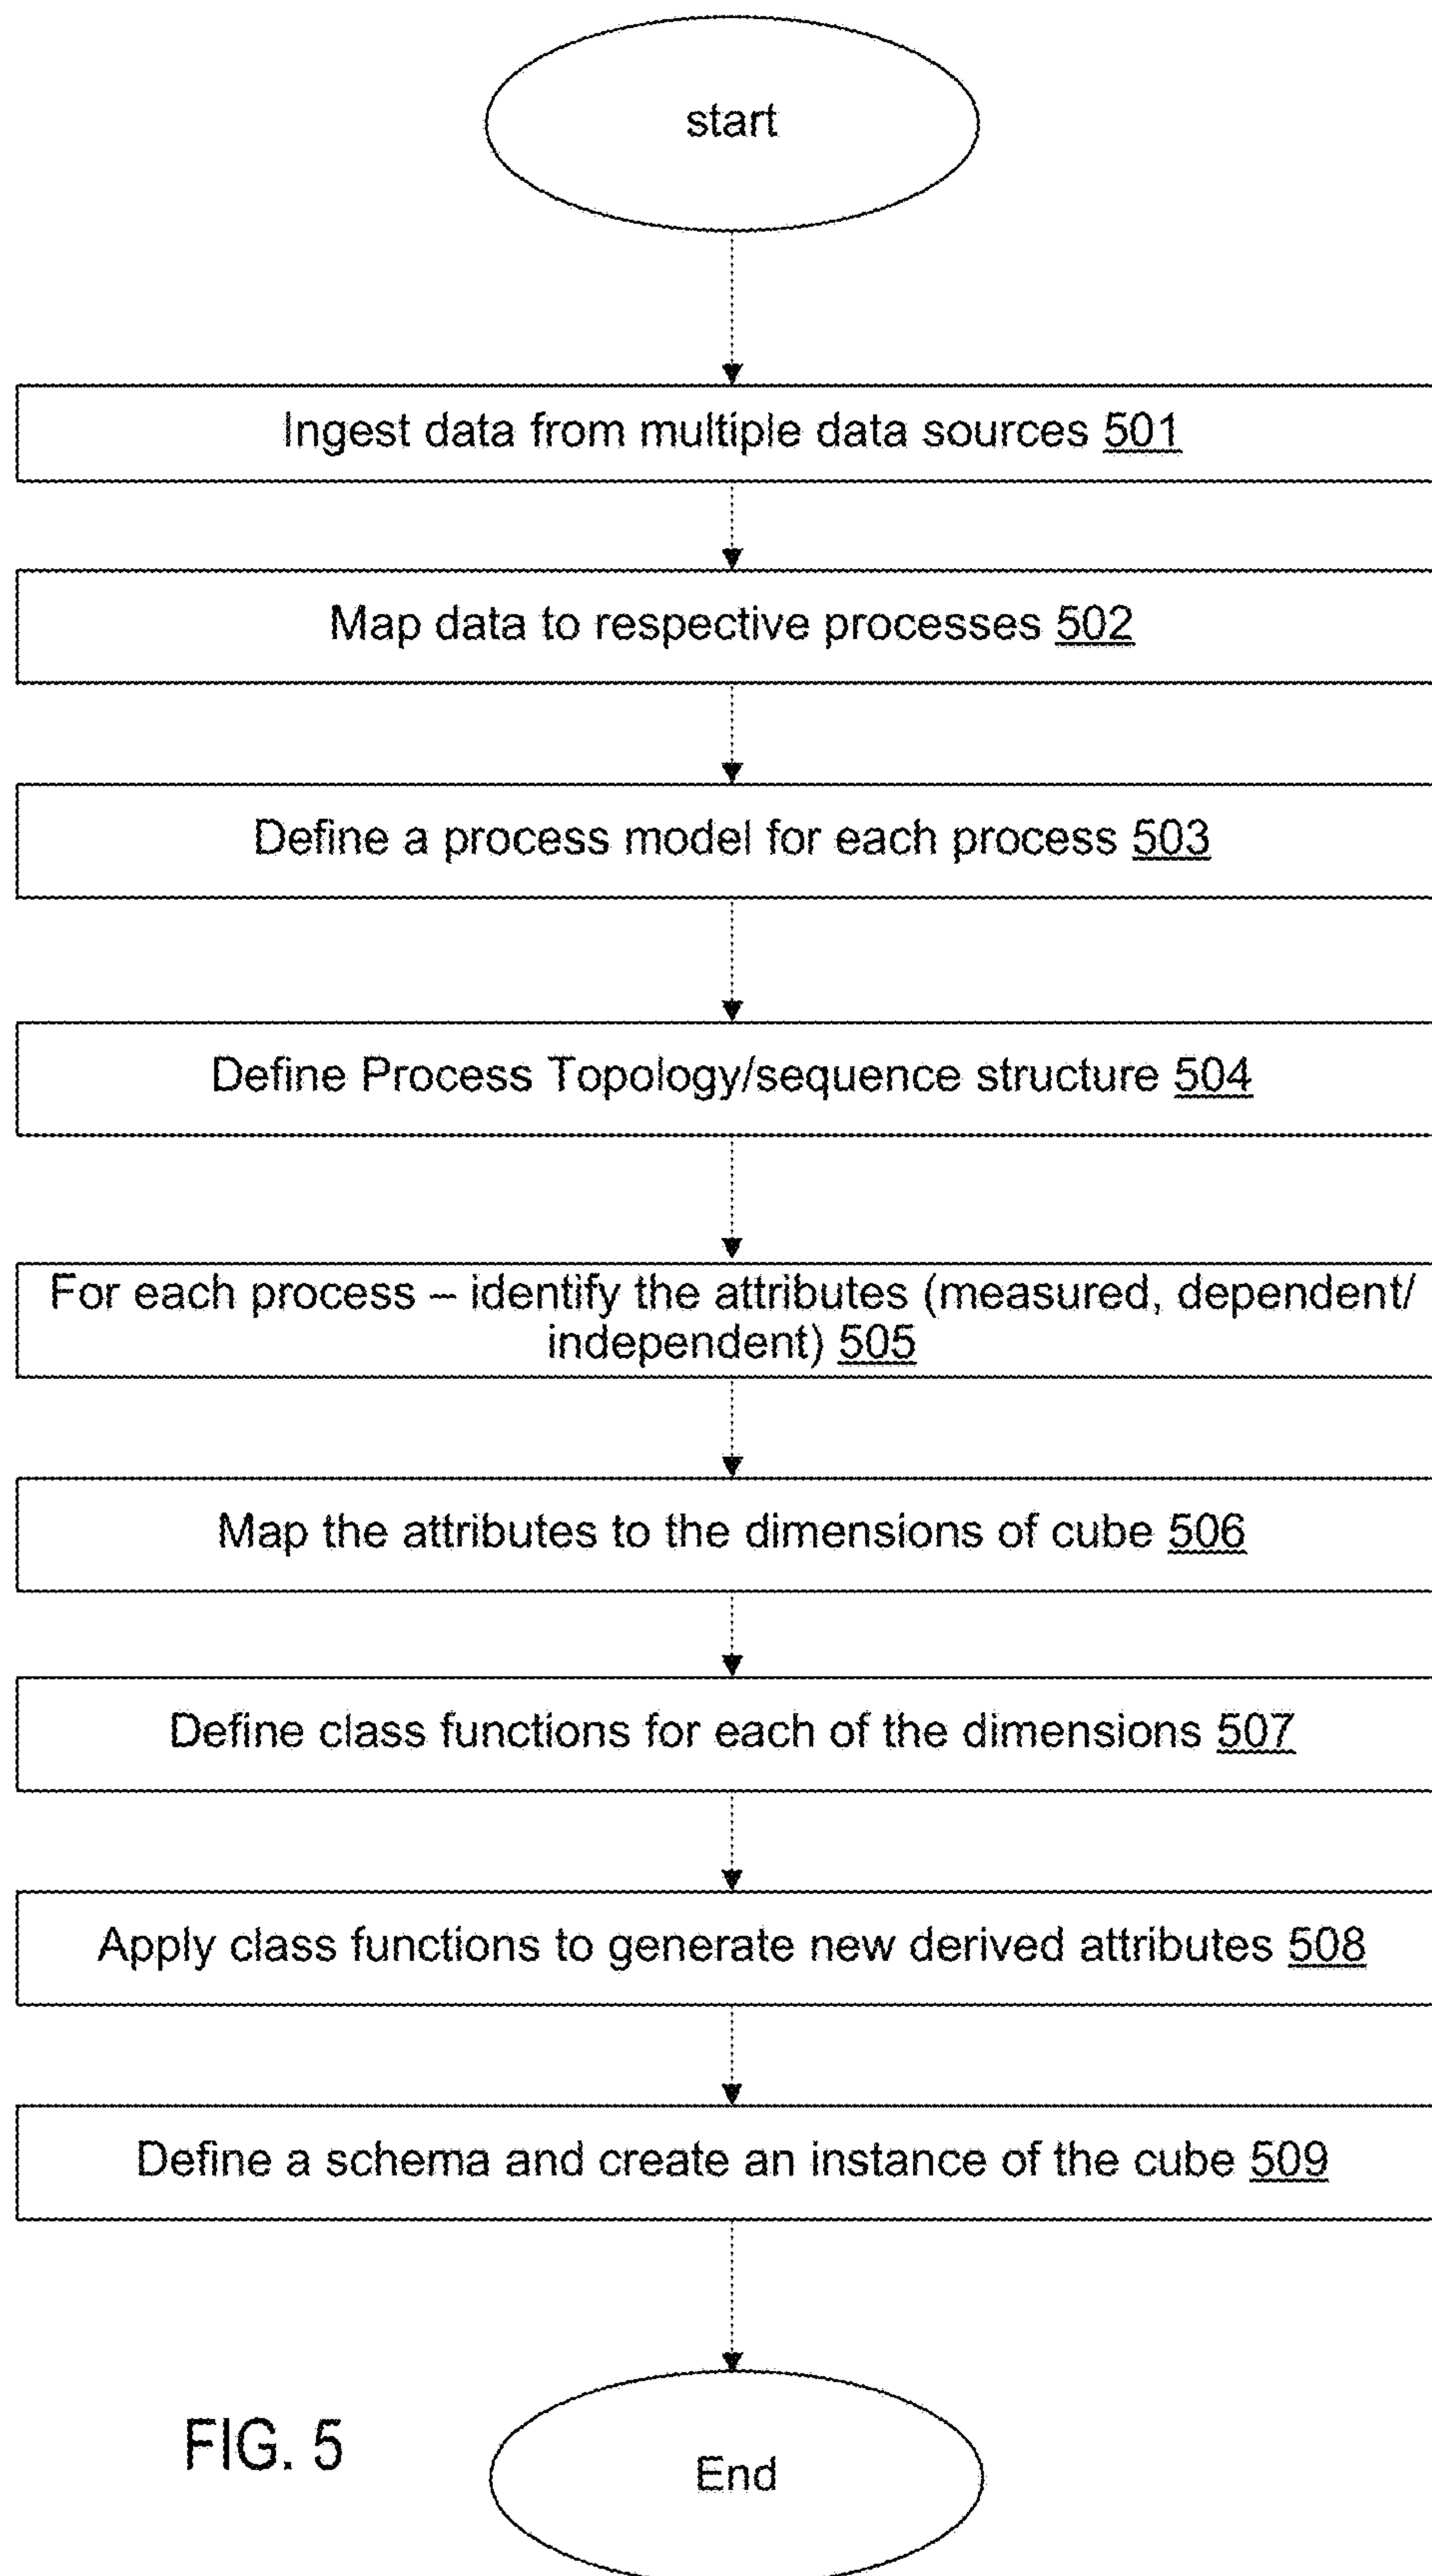 start
Ingest data from multiple data sources 501
Map data to respective processes 502
Define a process model for each process 503
Define Process Topology/sequence structure 504
For each process – identify the attributes (measured, dependent/
independent) 505
Map the attributes to the dimensions of cube 506
Define class functions for each of the dimensions 507
Apply class functions to generate new derived attributes 508
Define a schema and create an instance of the cube 509
FIG. 5
End